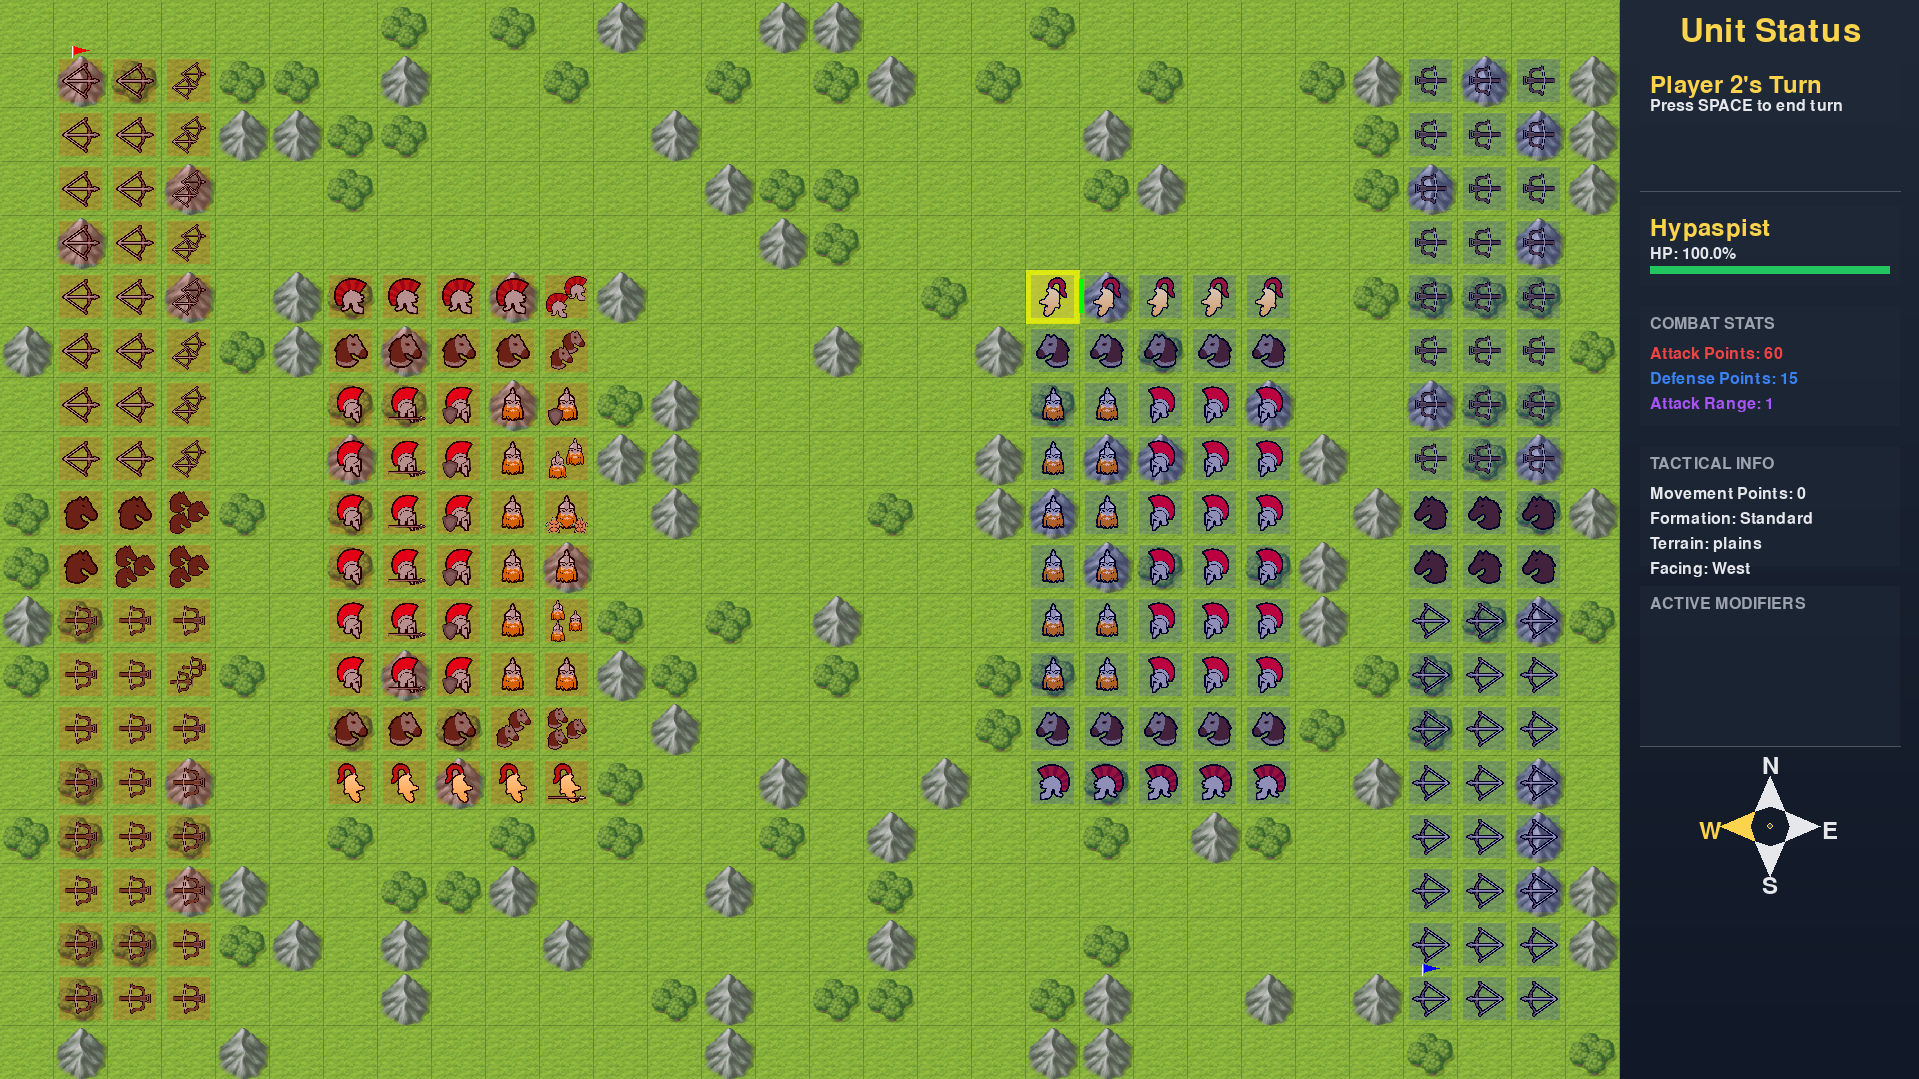 Unit Status
Player 2's Turn
Press SPACE to end turn
Hypaspist
HP: 100.0%
COMBAT STATS
Attack Points: 60
Defense Points: 15
Attack Range: 1
TACTICAL INFO
Movement Points: 0
Formation: Standard
Terrain: plains
Facing: West
ACTIVE MODIFIERS
N
W
E
S